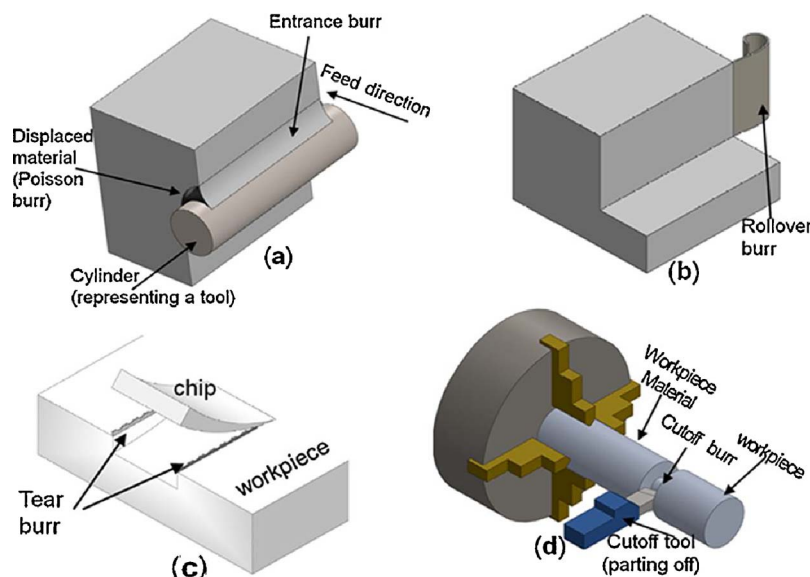 Entrance burr
Feed direction
Displaced
material
(Poisson
burr)
Cylinder
(representing a tool)
(a)
Rollover
burr
(b)
chip
workpiece
Tear
burr
(c)
Workpiece
Material
Cutoff burr
workpiece
Cutoff tool
(parting off)
(d)